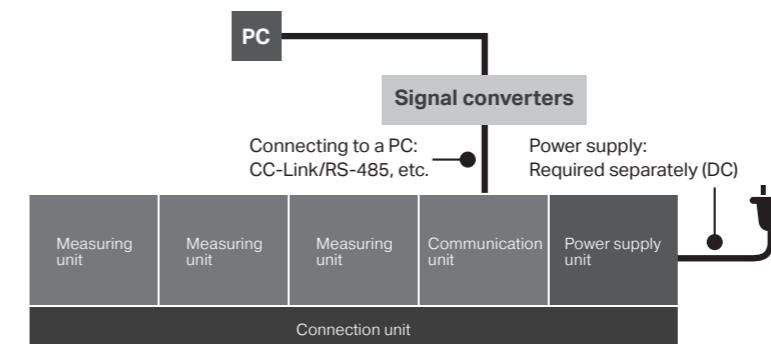 PC
Signal converters
Connecting to a PC:
CC-Link/RS-485, etc.
Power supply:
Required separately (DC)
Measuring
unit
Measuring
unit
Measuring
unit
Communication
unit
Power supply
unit
Connection unit